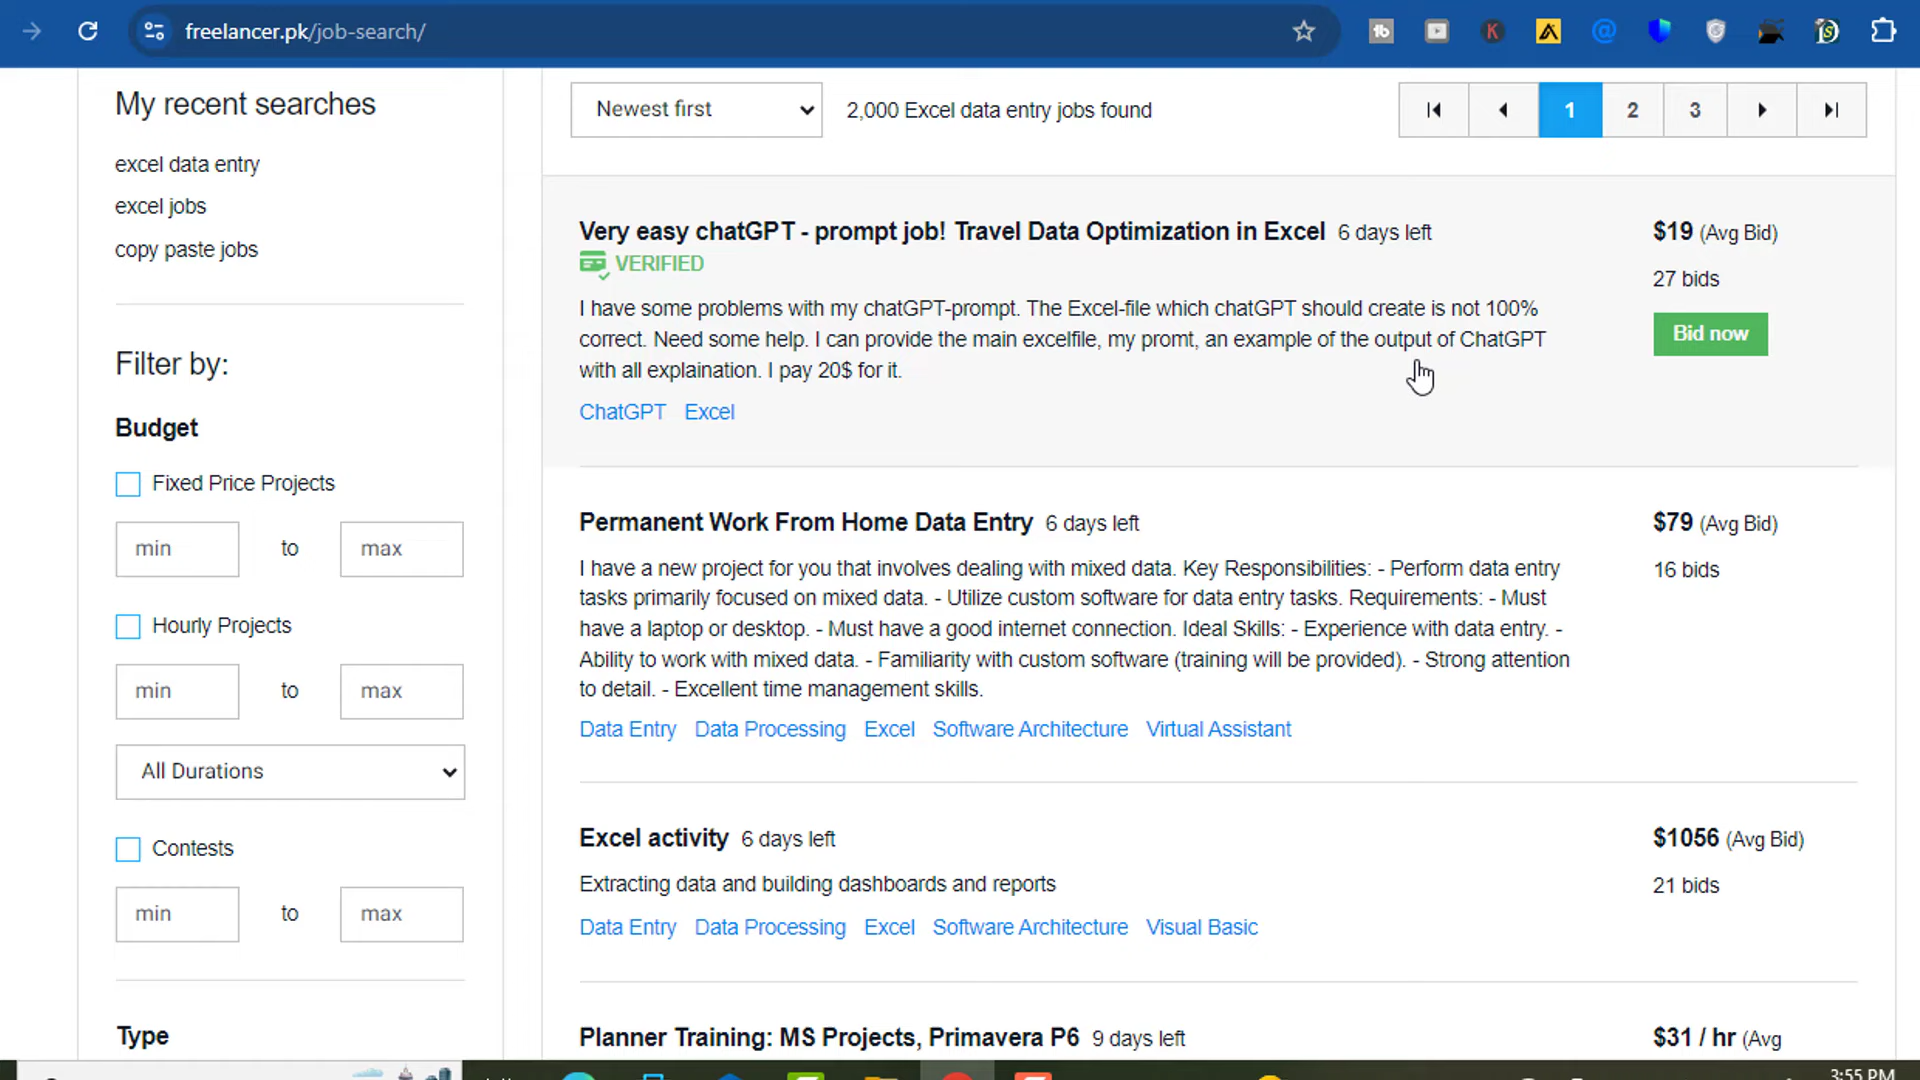 freelancer.pk/job-search/
My recent searches
excel data entry
excel jobs
copy paste jobs
Filter by:
Budget
Fixed Price Projects
min to max
Hourly Projects
min to max
All Durations
Contests
min to max
Type
Newest first
2,000 Excel data entry jobs found
1 2 3
Very easy chatGPT - prompt job! Travel Data Optimization in Excel 6 days left
VERIFIED
I have some problems with my chatGPT-prompt. The Excel-file which chatGPT should create is not 100%
correct. Need some help. I can provide the main excelfile, my promt, an example of the output of ChatGPT
with all explaination. I pay 20$ for it.
ChatGPT Excel
$19 (Avg Bid)
27 bids
Bid now
Permanent Work From Home Data Entry 6 days left
I have a new project for you that involves dealing with mixed data. Key Responsibilities: - Perform data entry
tasks primarily focused on mixed data. - Utilize custom software for data entry tasks. Requirements: - Must
have a laptop or desktop. - Must have a good internet connection. Ideal Skills: - Experience with data entry. -
Ability to work with mixed data. - Familiarity with custom software (training will be provided). - Strong attention
to detail. - Excellent time management skills.
Data Entry Data Processing Excel Software Architecture Virtual Assistant
$79 (Avg Bid)
16 bids
Excel activity 6 days left
Extracting data and building dashboards and reports
Data Entry Data Processing Excel Software Architecture Visual Basic
$1056 (Avg Bid)
21 bids
Planner Training: MS Projects, Primavera P6 9 days left
$31 / hr (Avg
3:55 PM